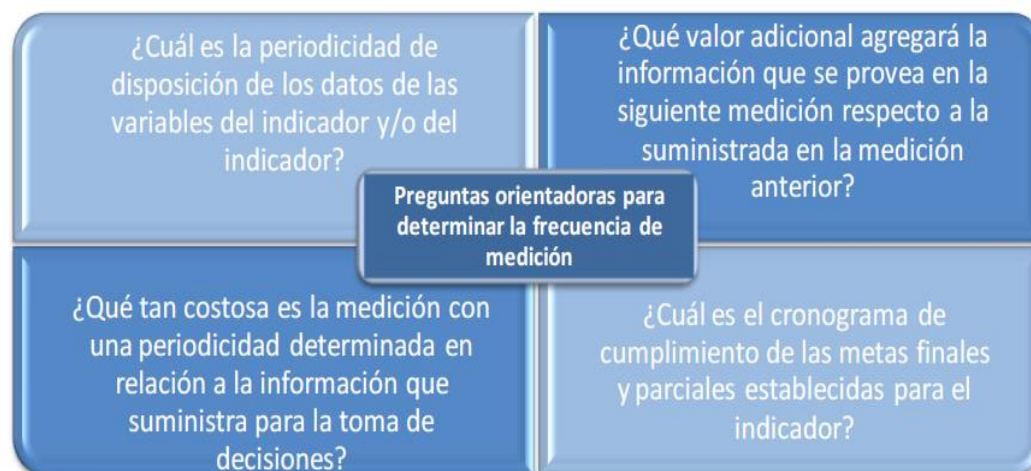 ¿Cuál es la periodicidad de
disposición de los datos de las
variables del indicador y/o del
indicador?
¿Qué valor adicional agregará la
información que se provea en la
siguiente medición respecto a la
suministrada en la medición
anterior?
Preguntas orientadoras para
determinar la frecuencia de
medición
¿Qué tan costosa es la medición con
una periodicidad determinada en
relación a la información que
suministra para la toma de
decisiones?
¿Cuál es el cronograma de
cumplimiento de las metas finales
y parciales establecidas para el
indicador?